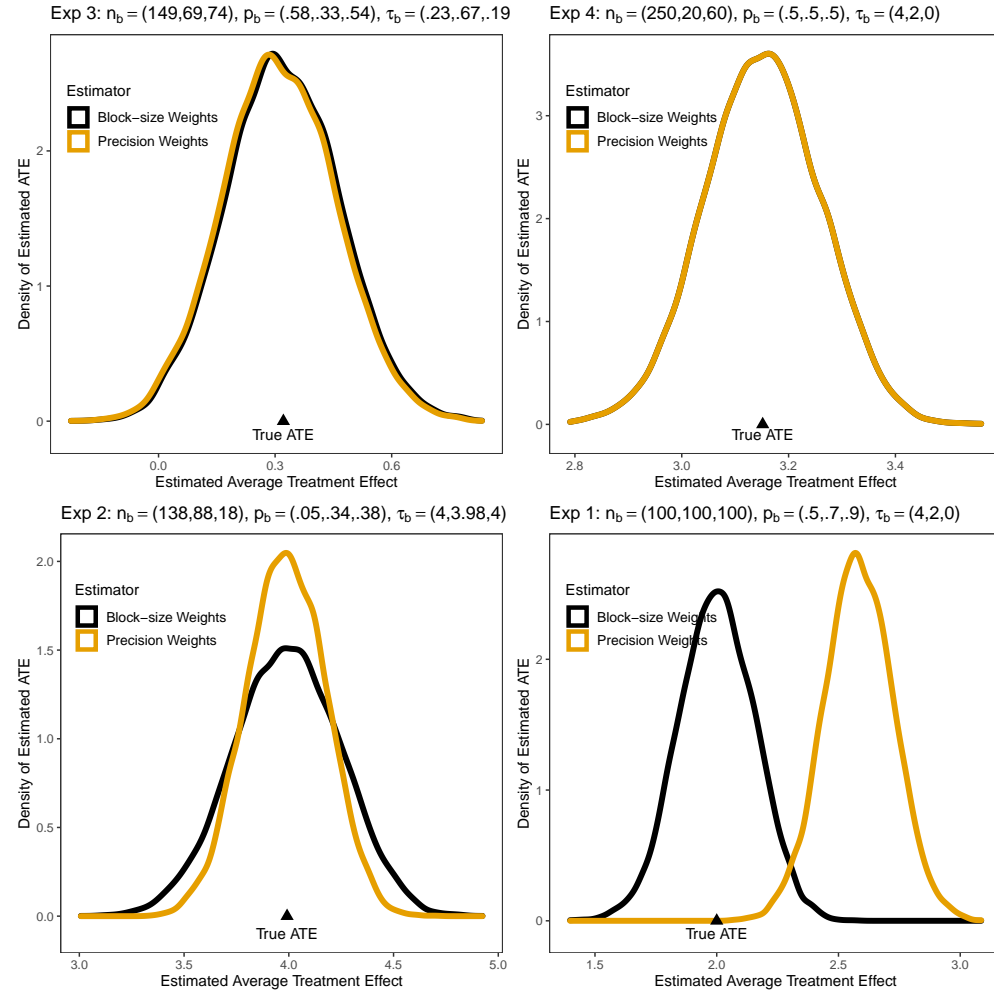 Exp 3: n_b = (149,69,74), p_b = (.58,.33,.54), τ_b = (.23,.67,.19
Estimator
Block−size Weights
Precision Weights
Density of Estimated ATE
2
1
0
True ATE
0.0 0.3 0.6
Estimated Average Treatment Effect
Exp 4: n_b = (250,20,60), p_b = (.5,.5,.5), τ_b = (4,2,0)
Estimator
Block−size Weights
Precision Weights
Density of Estimated ATE
3
2
1
0
True ATE
2.8 3.0 3.2 3.4
Estimated Average Treatment Effect
Exp 2: n_b = (138,88,18), p_b = (.05,.34,.38), τ_b = (4,3.98,4)
Estimator
Block−size Weights
Precision Weights
Density of Estimated ATE
2.0
1.5
1.0
0.5
0.0
True ATE
3.0 3.5 4.0 4.5 5.0
Estimated Average Treatment Effect
Exp 1: n_b = (100,100,100), p_b = (.5,.7,.9), τ_b = (4,2,0)
Estimator
Block−size Weights
Precision Weights
Density of Estimated ATE
2
1
0
True ATE
1.5 2.0 2.5 3.0
Estimated Average Treatment Effect